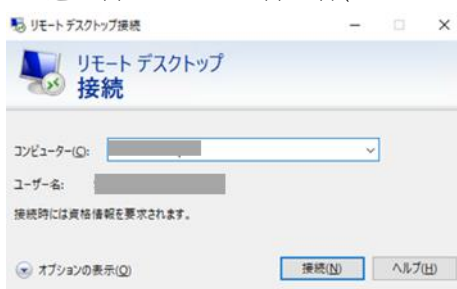 リモート デスクトップ接続
リモート デスクトップ
接続
コンピューター(C):
ユーザー名:
接続時には資格情報を要求されます。
オプションの表示(O) 接続(N) ヘルプ(H)